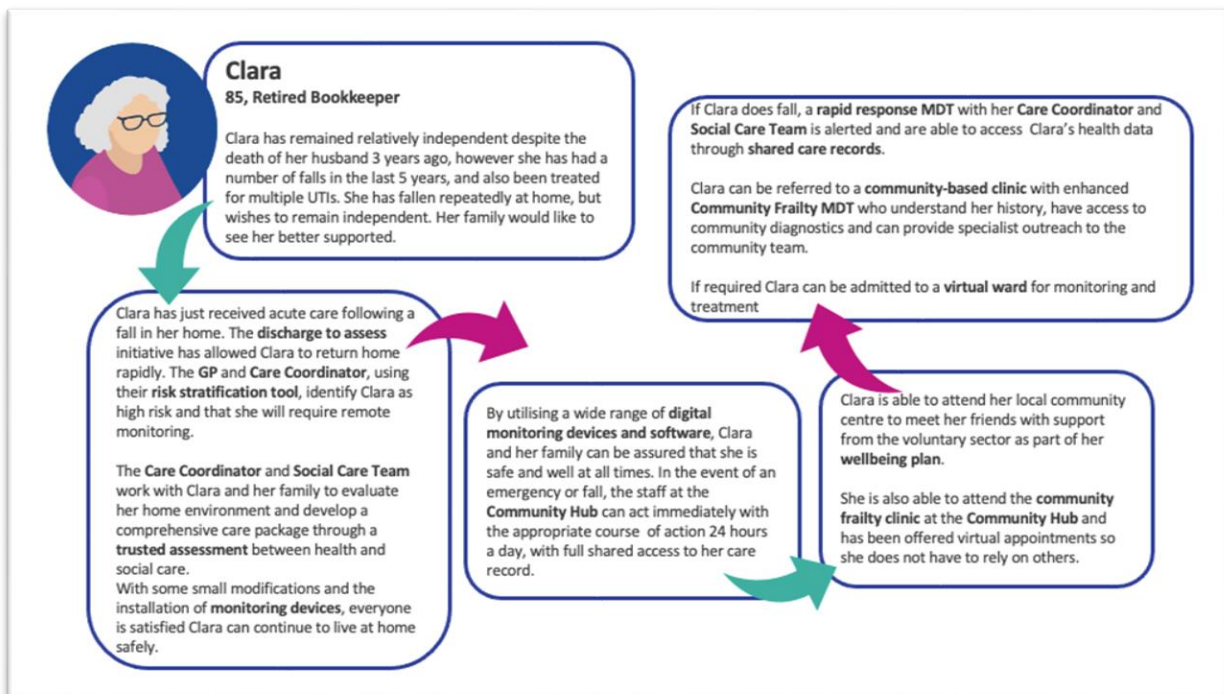 Clara
85, Retired Bookkeeper
Clara has remained relatively independent despite the
death of her husband 3 years ago, however she has had a
number of falls in the last 5 years, and also been treated
for multiple UTIs. She has fallen repeatedly at home, but
wishes to remain independent. Her family would like to
see her better supported.
Clara has just received acute care following a
fall in her home. The discharge to assess
initiative has allowed Clara to return home
rapidly. The GP and Care Coordinator, using
their risk stratification tool, identify Clara as
high risk and that she will require remote
monitoring.
The Care Coordinator and Social Care Team
work with Clara and her family to evaluate
her home environment and develop a
comprehensive care package through a
trusted assessment between health and
social care.
With some small modifications and the
installation of monitoring devices, everyone
is satisfied Clara can continue to live at home
safely.
By utilising a wide range of digital
monitoring devices and software, Clara
and her family can be assured that she is
safe and well at all times. In the event of an
emergency or fall, the staff at the
Community Hub can act immediately with
the appropriate course of action 24 hours
a day, with full shared access to her care
record.
Clara is able to attend her local community
centre to meet her friends with support
from the voluntary sector as part of her
wellbeing plan.
She is also able to attend the community
frailty clinic at the Community Hub and
has been offered virtual appointments so
she does not have to rely on others.
If Clara does fall, a rapid response MDT with her Care Coordinator and
Social Care Team is alerted and are able to access Clara's health data
through shared care records.
Clara can be referred to a community-based clinic with enhanced
Community Frailty MDT who understand her history, have access to
community diagnostics and can provide specialist outreach to the
community team.
If required Clara can be admitted to a virtual ward for monitoring and
treatment